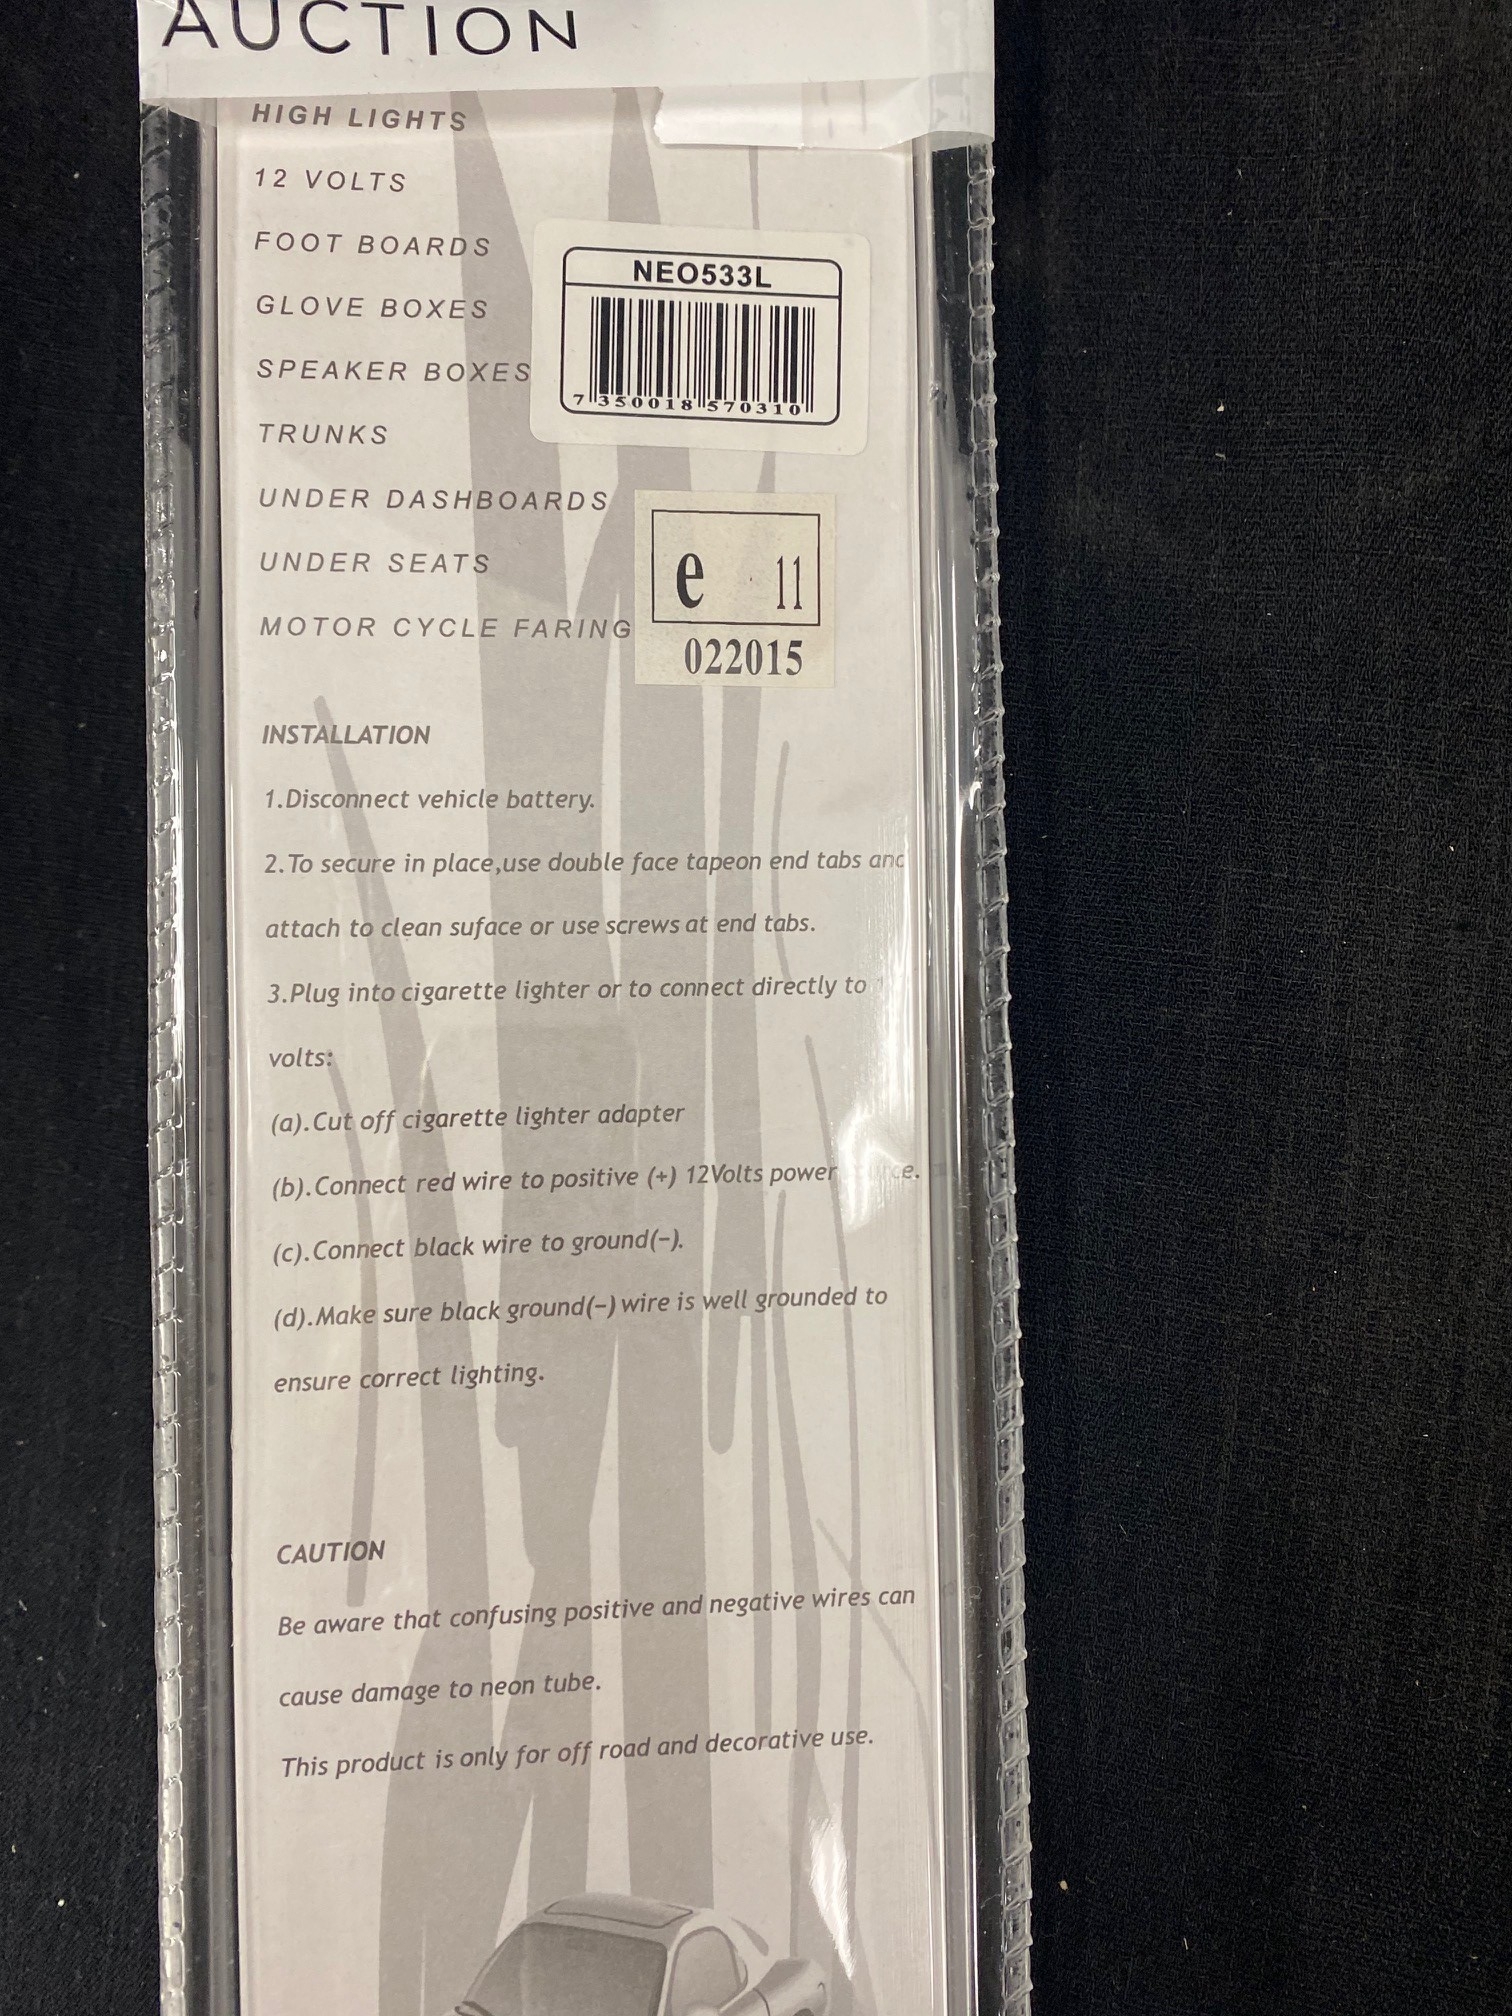 AUCTION
HIGH LIGHTS
12 VOLTS
FOOT BOARDS
GLOVE BOXES
SPEAKER BOXES
TRUNKS
UNDER DASHBOARDS
UNDER SEATS
MOTOR CYCLE FARING
NEO533L
7 350018 570310
e 11
022015
INSTALLATION
1.Disconnect vehicle battery.
2.To secure in place,use double face tapeon end tabs and
attach to clean suface or use screws at end tabs.
3.Plug into cigarette lighter or to connect directly to
volts:
(a).Cut off cigarette lighter adapter
(b).Connect red wire to positive (+) 12Volts power
(c).Connect black wire to ground(-).
(d).Make sure black ground(-) wire is well grounded to
ensure correct lighting.
CAUTION
Be aware that confusing positive and negative wires can
cause damage to neon tube.
This product is only for off road and decorative use.